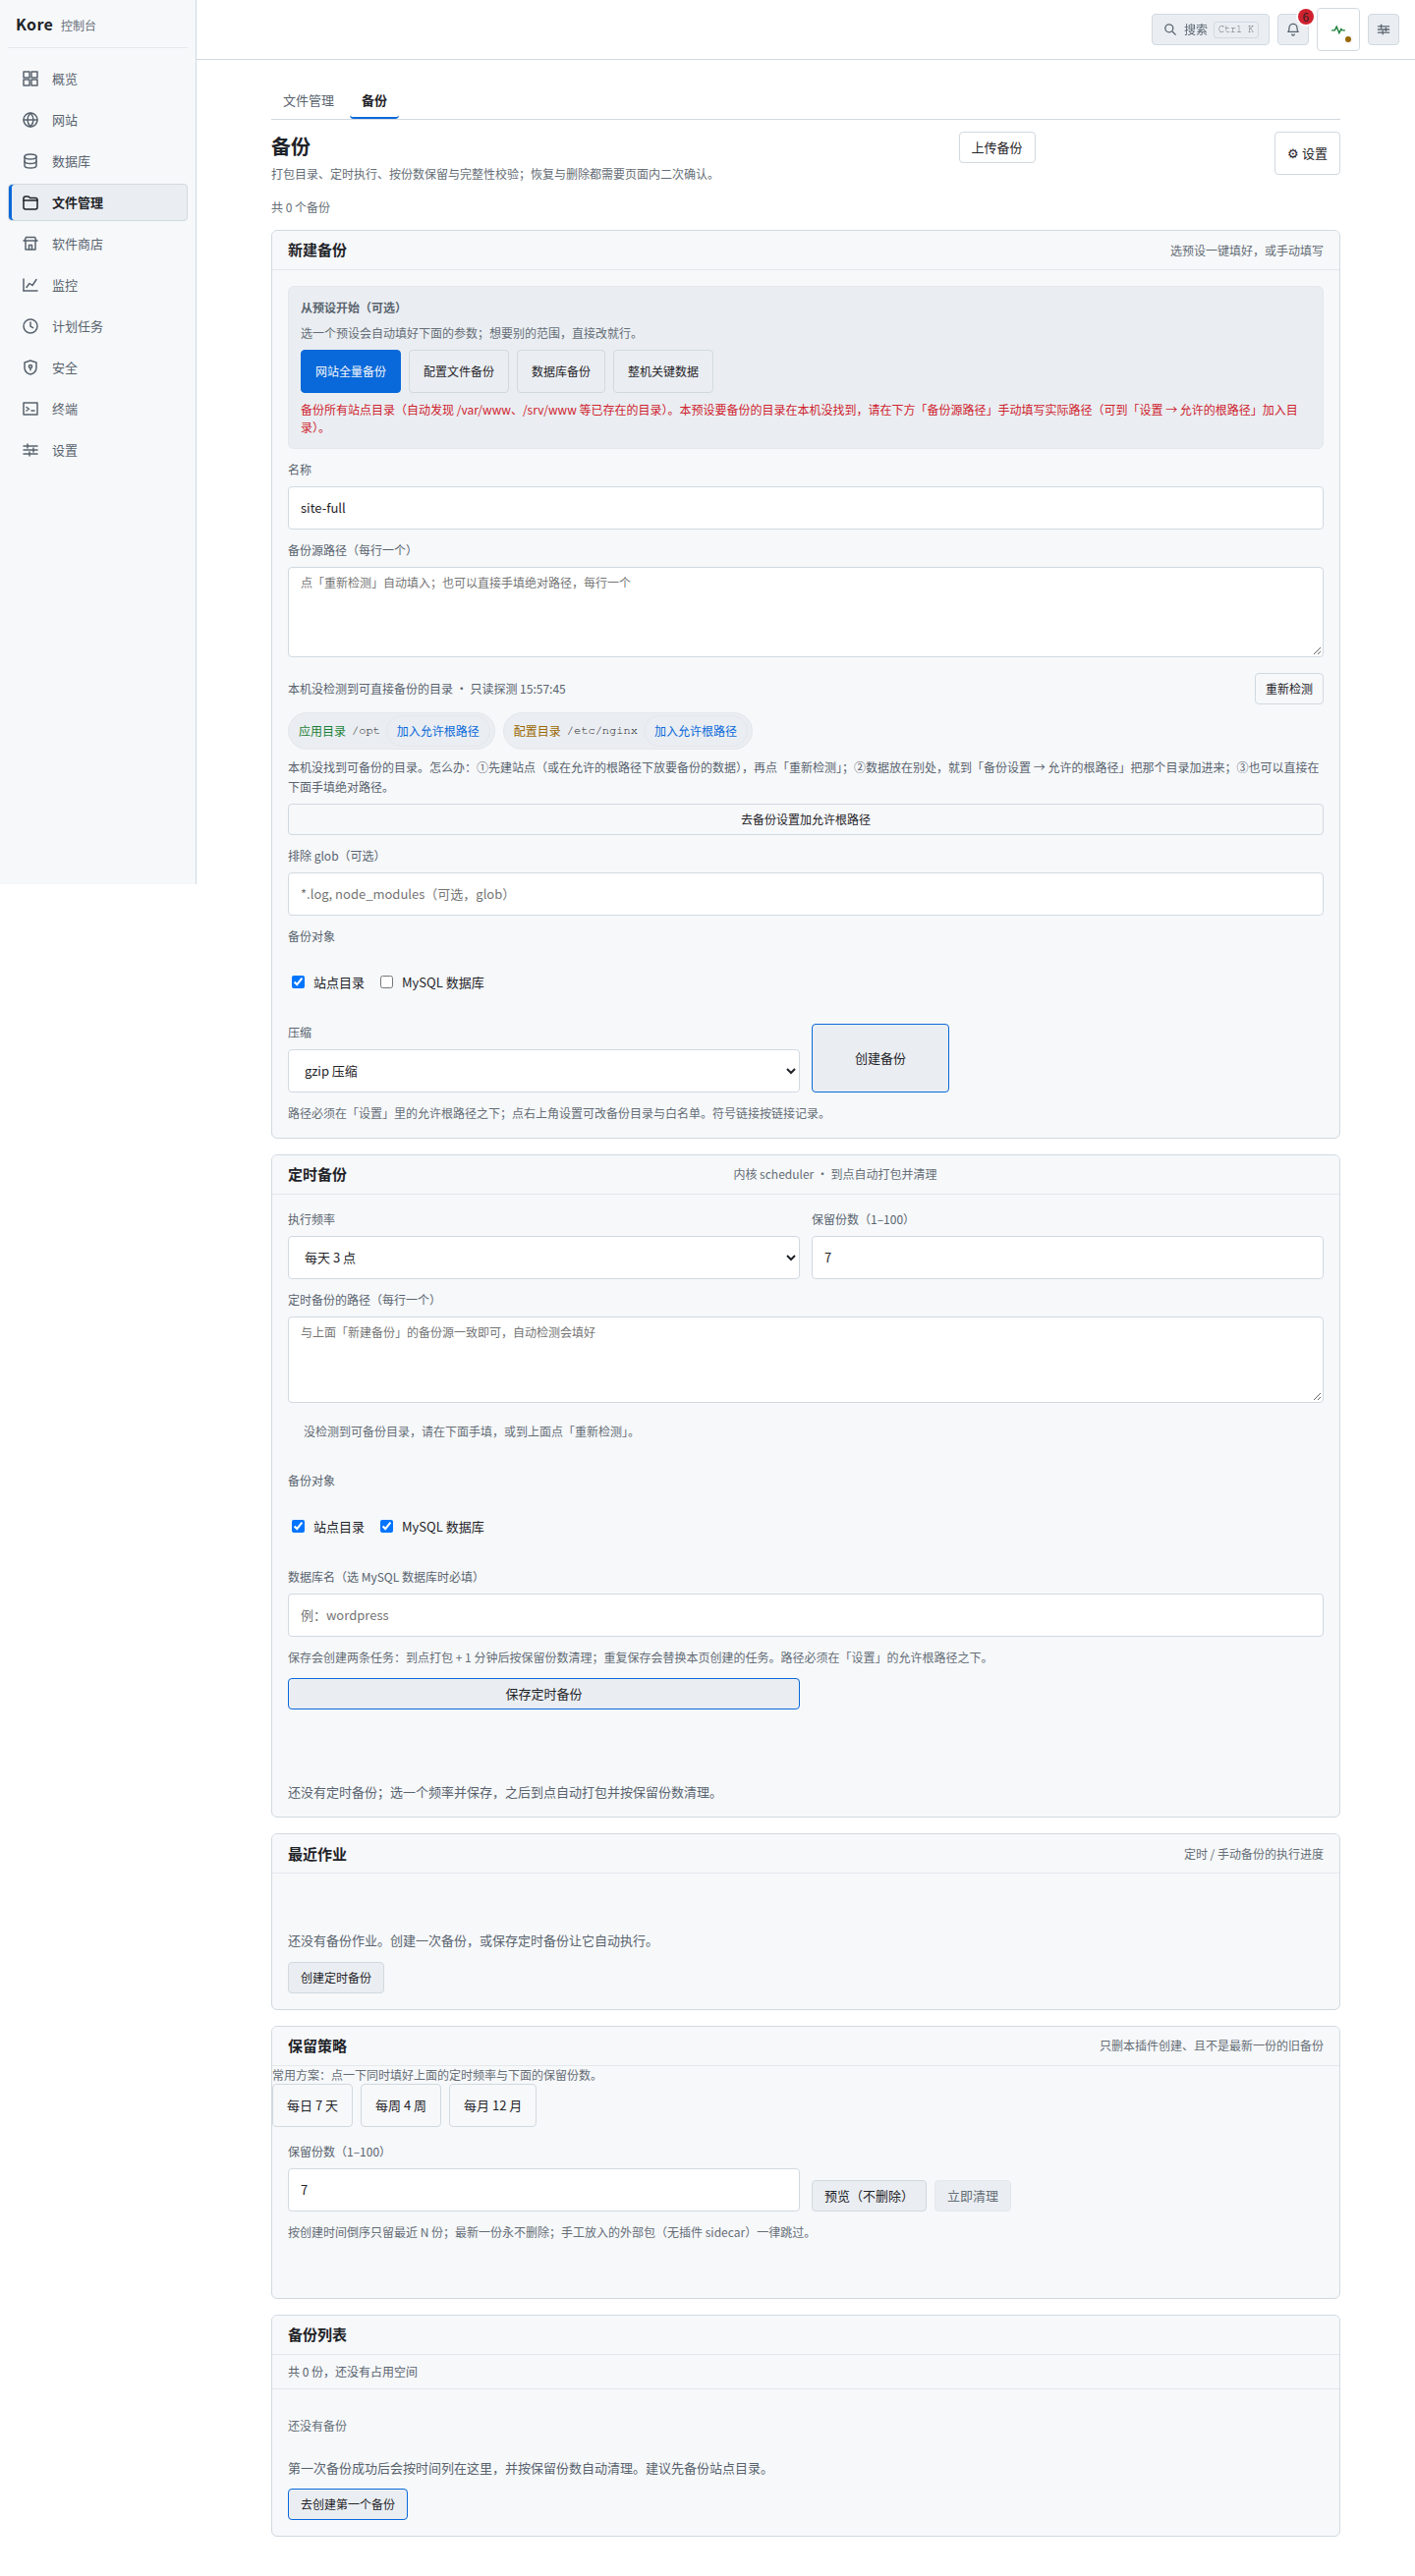 Kore 控制台
搜索 Ctrl K
6
概览
网站
数据库
文件管理
软件商店
监控
计划任务
安全
终端
设置
文件管理 备份
备份
上传备份
⚙ 设置
打包目录、定时执行、按份数保留与完整性校验；恢复与删除都需要页面内二次确认。
共 0 个备份
新建备份
选预设一键填好，或手动填写
从预设开始（可选）
选一个预设会自动填好下面的参数；想要别的范围，直接改就行。
网站全量备份 配置文件备份 数据库备份 整机关键数据
备份所有站点目录（自动发现 /var/www、/srv/www 等已存在的目录）。本预设要备份的目录在本机没找到，请在下方「备份源路径」手动填写实际路径（可到「设置 → 允许的根路径」加入目
录）。
名称
site-full
备份源路径（每行一个）
点「重新检测」自动填入；也可以直接手填绝对路径，每行一个
本机没检测到可直接备份的目录 · 只读探测 15:57:45
重新检测
应用目录 /opt 加入允许根路径 配置目录 /etc/nginx 加入允许根路径
本机没找到可备份的目录。怎么办：①先建站点（或在允许的根路径下放要备份的数据），再点「重新检测」；②数据放在别处，就到「备份设置 → 允许的根路径」把那个目录加进来；③也可以直接在
下面手填绝对路径。
去备份设置加允许根路径
排除 glob（可选）
*.log, node_modules（可选，glob）
备份对象
站点目录 MySQL 数据库
压缩
gzip 压缩
创建备份
路径必须在「设置」里的允许根路径之下；点右上角设置可改备份目录与白名单。符号链接按链接记录。
定时备份
内核 scheduler · 到点自动打包并清理
执行频率
保留份数（1–100）
每天 3 点
7
定时备份的路径（每行一个）
与上面「新建备份」的备份源一致即可，自动检测会填好
没检测到可备份目录，请在下面手填，或到上面点「重新检测」。
备份对象
站点目录 MySQL 数据库
数据库名（选 MySQL 数据库时必填）
例：wordpress
保存会创建两条任务：到点打包 + 1 分钟后按保留份数清理；重复保存会替换本页创建的任务。路径必须在「设置」的允许根路径之下。
保存定时备份
还没有定时备份；选一个频率并保存，之后到点自动打包并按保留份数清理。
最近作业
定时 / 手动备份的执行进度
还没有备份作业。创建一次备份，或保存定时备份让它自动执行。
创建定时备份
保留策略
只删本插件创建、且不是最新一份的旧备份
常用方案：点一下同时填好上面的定时频率与下面的保留份数。
每日 7 天 每周 4 周 每月 12 月
保留份数（1–100）
7
预览（不删除） 立即清理
按创建时间倒序只留最近 N 份；最新一份永不删除；手工放入的外部包（无插件 sidecar）一律跳过。
备份列表
共 0 份，还没有占用空间
还没有备份
第一次备份成功后会按时间列在这里，并按保留份数自动清理。建议先备份站点目录。
去创建第一个备份